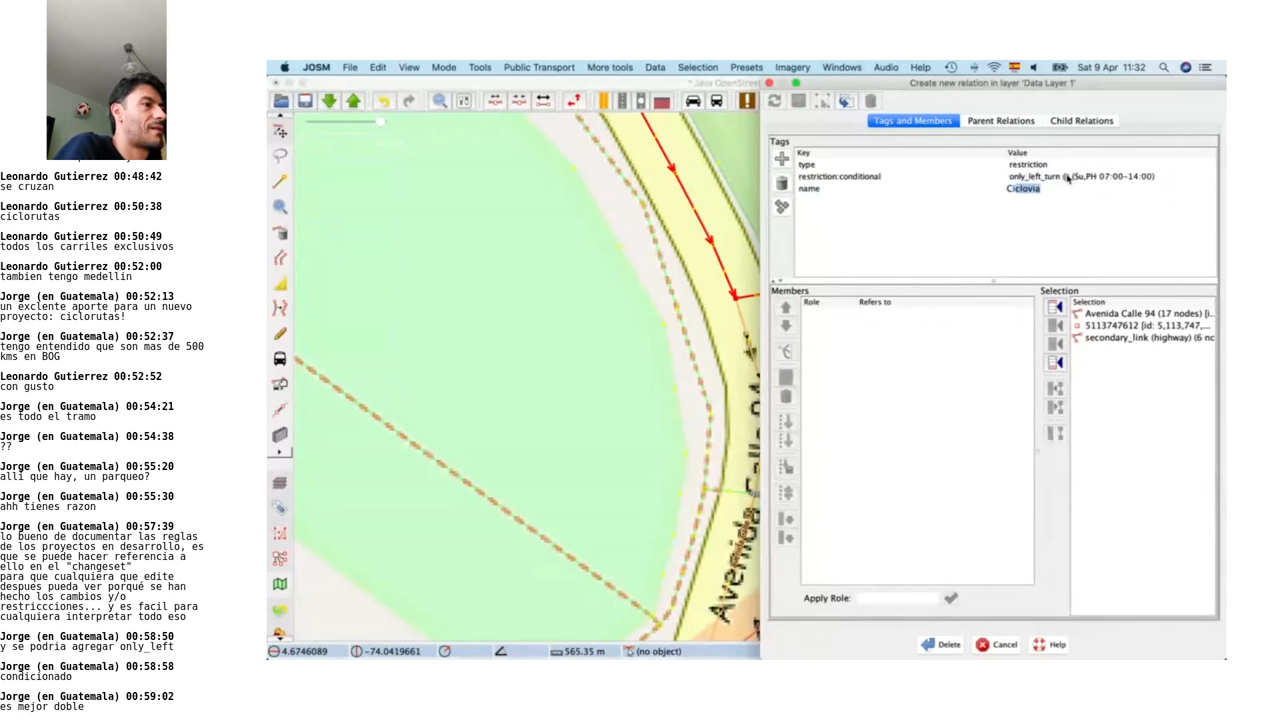 Leonardo Gutierrez 00:48:42
se cruzan
Leonardo Gutierrez 00:50:38
ciclorutas
Leonardo Gutierrez 00:50:49
todos los carriles exclusivos
Leonardo Gutierrez 00:52:00
tambien tengo medellin
Jorge (en Guatemala) 00:52:13
un exclente aporte para un nuevo
proyecto: ciclorutas!
Jorge (en Guatemala) 00:52:37
tengo entendido que son mas de 500
kms en BOG
Leonardo Gutierrez 00:52:52
con gusto
Jorge (en Guatemala) 00:54:21
es todo el tramo
Jorge (en Guatemala) 00:54:38
??
Jorge (en Guatemala) 00:55:20
alli que hay, un parqueo?
Jorge (en Guatemala) 00:55:30
ahh tienes razon
Jorge (en Guatemala) 00:57:39
lo bueno de documentar las reglas
de los proyectos en desarrollo, es
que se puede hacer referencia a
ello en el "changeset"
para que cualquiera que edite
despues pueda ver porqué se han
hecho los cambios y/o
restriccciones... y es facil para
cualquiera interpretar todo eso
Jorge (en Guatemala) 00:58:50
y se podria agregar only_left
Jorge (en Guatemala) 00:58:58
condicionado
Jorge (en Guatemala) 00:59:02
es mejor doble
JOSM File Edit View Mode Tools Public Transport More tools Data Selection Presets Imagery Windows Audio Help Sat 9 Apr 11:32
* Java OpenStreet
Create new relation in layer 'Data Layer 1'
Tags and Members Parent Relations Child Relations
Tags
Key Value
type restriction
restriction:conditional only_left_turn @ (Su,PH 07:00-14:00)
name Ciclovia
Members
Role Refers to
Selection
Selection
Avenida Calle 94 (17 nodes) [i...
5113747612 [id: 5,113,747,...
secondary_link (highway) (6 nc
Apply Role:
Delete Cancel Help
Avenida Calle
4.6746089 -74.0419661 565.35 m (no object)